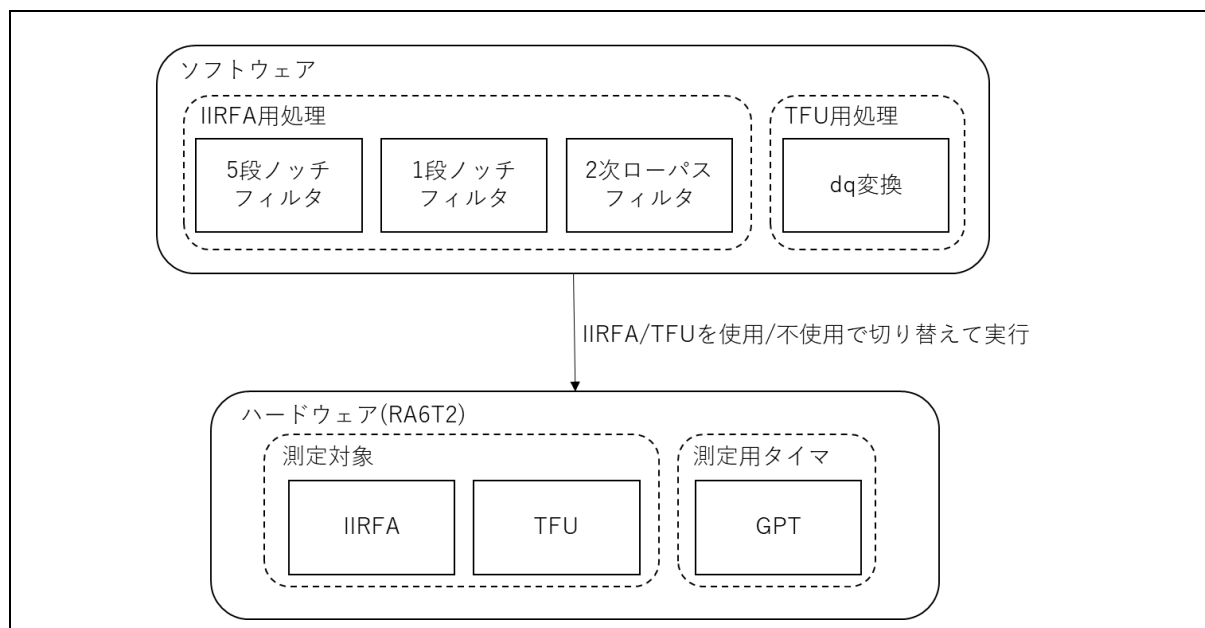 ソフトウェア
IIRFA用処理
5段ノッチ
フィルタ
1段ノッチ
フィルタ
2次ローパス
フィルタ
TFU用処理
dq変換
IIRFA/TFUを使用/不使用で切り替えて実行
ハードウェア(RA6T2)
測定対象
IIRFA
TFU
測定用タイマ
GPT